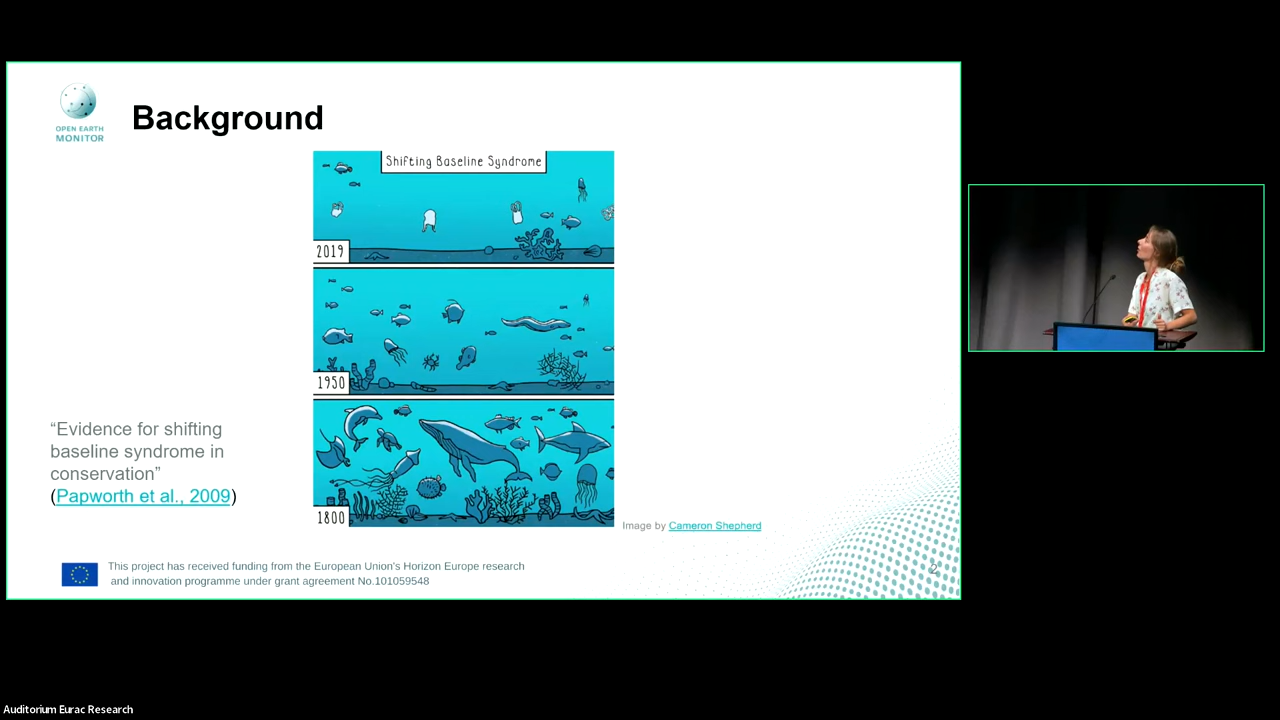 OPEN EARTH
MONITOR
Background
Shifting Baseline Syndrome
2019
1950
1800
“Evidence for shifting
baseline syndrome in
conservation”
(Papworth et al., 2009)
Image by Cameron Shepherd
This project has received funding from the European Union's Horizon Europe research
and innovation programme under grant agreement No.101059548
2
Auditorium Eurac Research